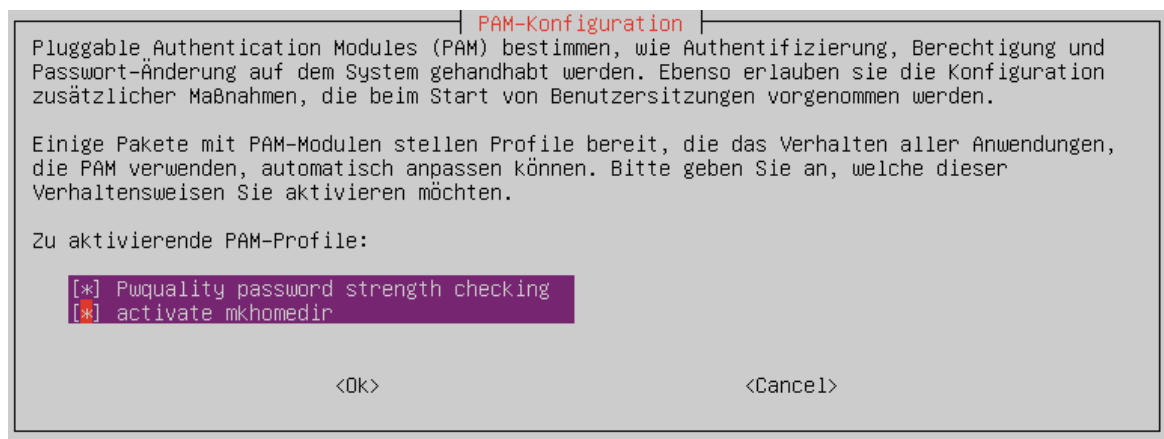 PAM-Konfiguration
Pluggable Authentication Modules (PAM) bestimmen, wie Authentifizierung, Berechtigung und
Passwort-Änderung auf dem System gehandhabt werden. Ebenso erlauben sie die Konfiguration
zusätzlicher Maßnahmen, die beim Start von Benutzersitzungen vorgenommen werden.
Einige Pakete mit PAM-Modulen stellen Profile bereit, die das Verhalten aller Anwendungen,
die PAM verwenden, automatisch anpassen können. Bitte geben Sie an, welche dieser
Verhaltensweisen Sie aktivieren möchten.
Zu aktivierende PAM-Profile:
[*] Pwquality password strength checking
[*] activate mkhomedir
<Ok> <Cancel>